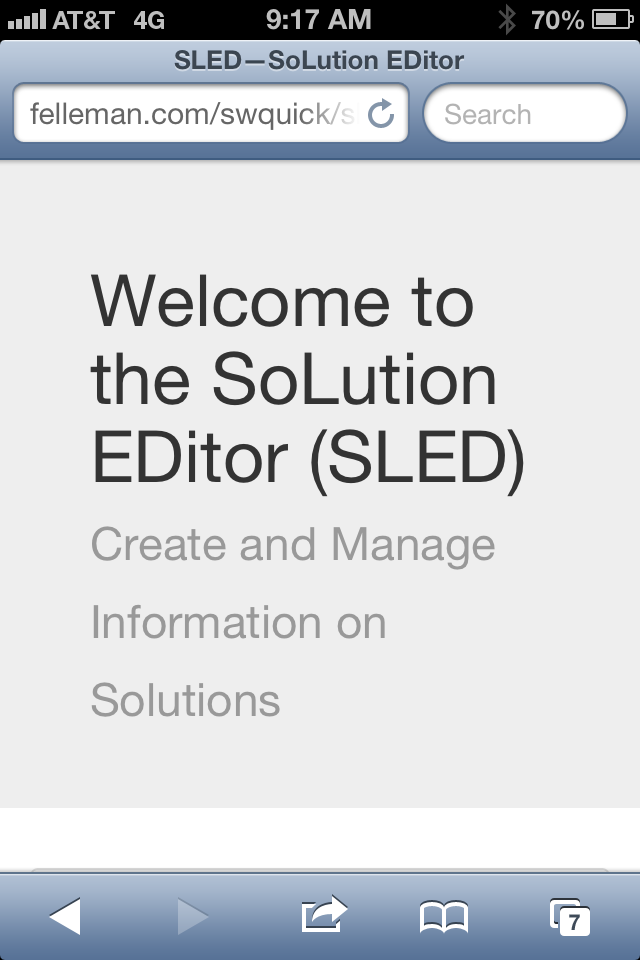 AT&T 4G 9:17 AM 70%
SLED—SoLution EDitor
felleman.com/swquick/s Search
Welcome to
the SoLution
EDitor (SLED)
Create and Manage
Information on
Solutions
7